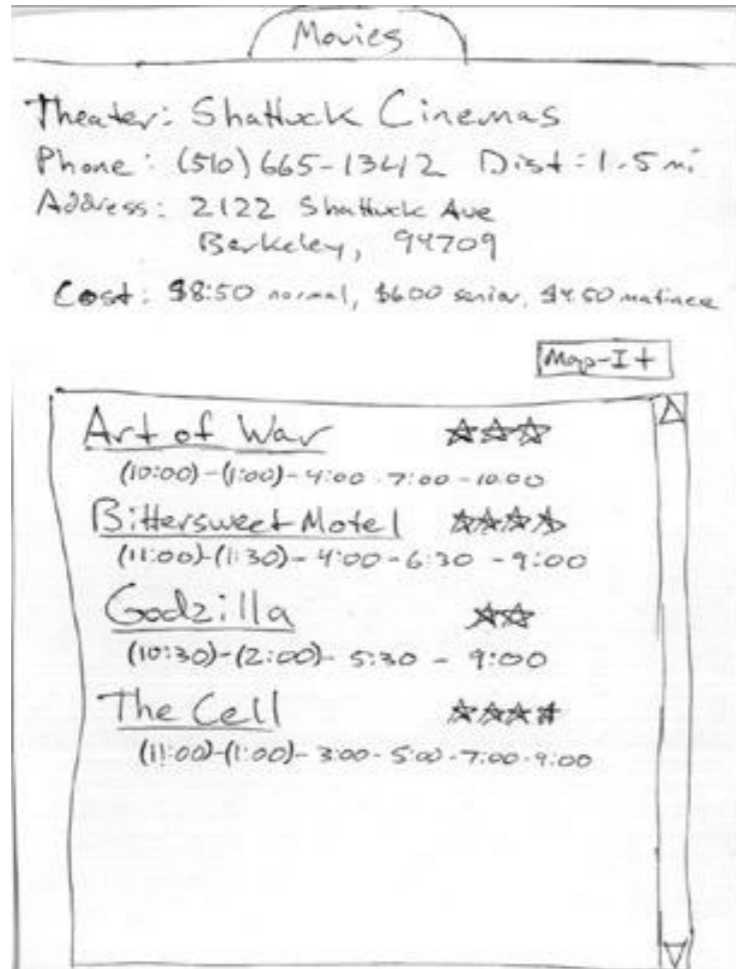 Movies
Theater: Shattuck Cinemas
Phone: (510) 665-1342 Dist: 1.5 mi
Address: 2122 Shattuck Ave
Berkeley, 94709
Cost: $8:50 normal, $6.00 senior, $4.50 matinee
Map-It
Art of War
(10:00)-(1:00)-4:00-7:00-10:00
Bittersweet Motel
(11:00)-(1:30)-4:00-6:30-9:00
Godzilla
(10:30)-(2:00)-5:30-9:00
The Cell
(11:00)-(1:00)-3:00-5:00-7:00-9:00